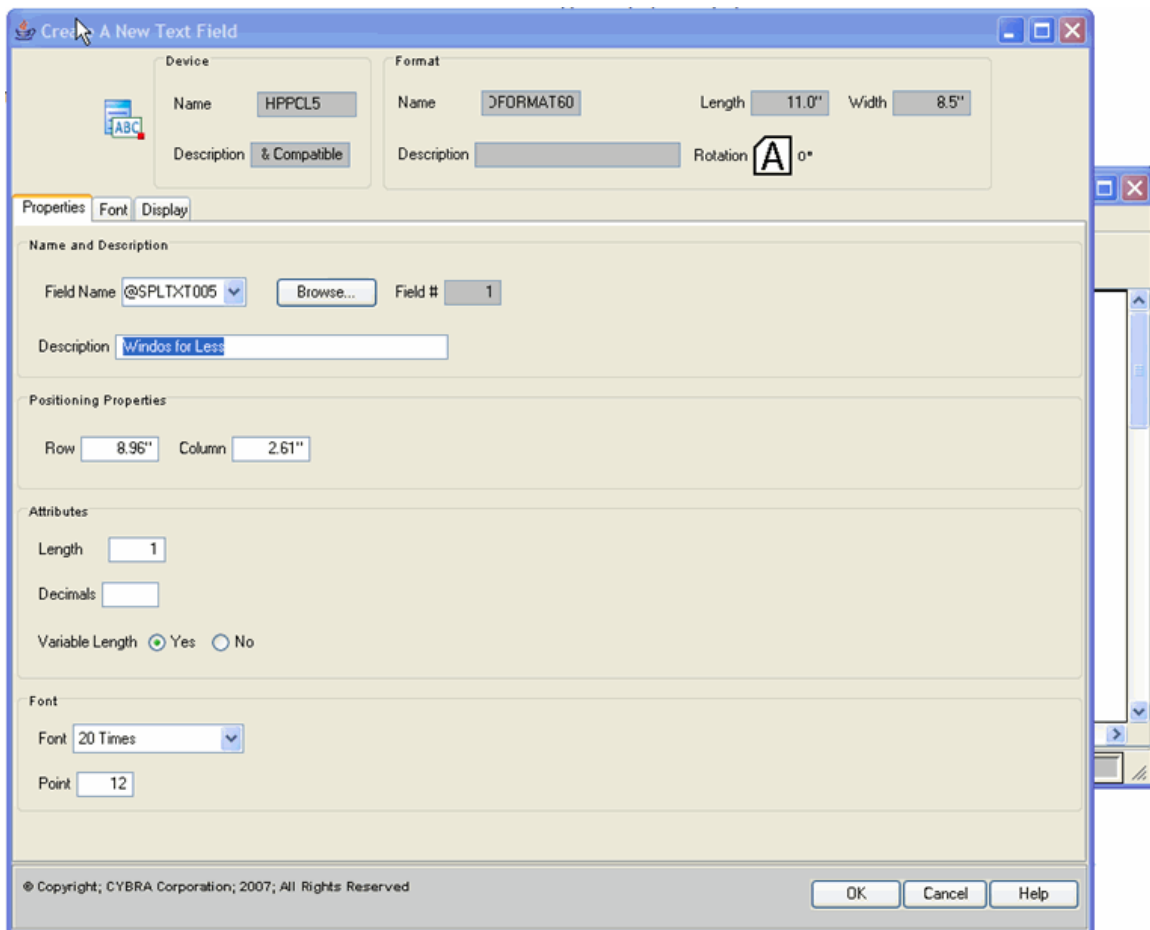 Create A New Text Field
Device
Format
Name HPPCL5
Name OFORMAT60 Length 11.0" Width 8.5"
Description & Compatible
Description Rotation A 0°
Properties Font Display
Name and Description
Field Name @SPLTXT005 Browse... Field # 1
Description Windos for Less
Positioning Properties
Row 8.96" Column 2.61"
Attributes
Length 1
Decimals
Variable Length Yes No
Font
Font 20 Times
Point 12
ABC
© Copyright; CYBRA Corporation; 2007; All Rights Reserved
OK Cancel Help